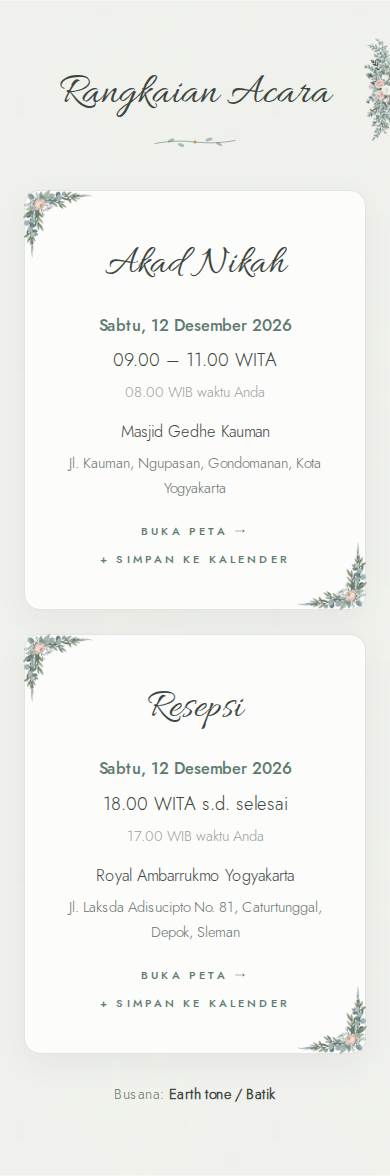 Rangkaian Acara
Akad Nikah
Sabtu, 12 Desember 2026
09.00 – 11.00 WITA
08.00 WIB waktu Anda
Masjid Gedhe Kauman
Jl. Kauman, Ngupasan, Gondomanan, Kota
Yogyakarta
BUKA PETA →
+ SIMPAN KE KALENDER
Resepsi
Sabtu, 12 Desember 2026
18.00 WITA s.d. selesai
17.00 WIB waktu Anda
Royal Ambarrukmo Yogyakarta
Jl. Laksda Adisucipto No. 81, Caturtunggal,
Depok, Sleman
BUKA PETA →
+ SIMPAN KE KALENDER
Busana: Earth tone / Batik